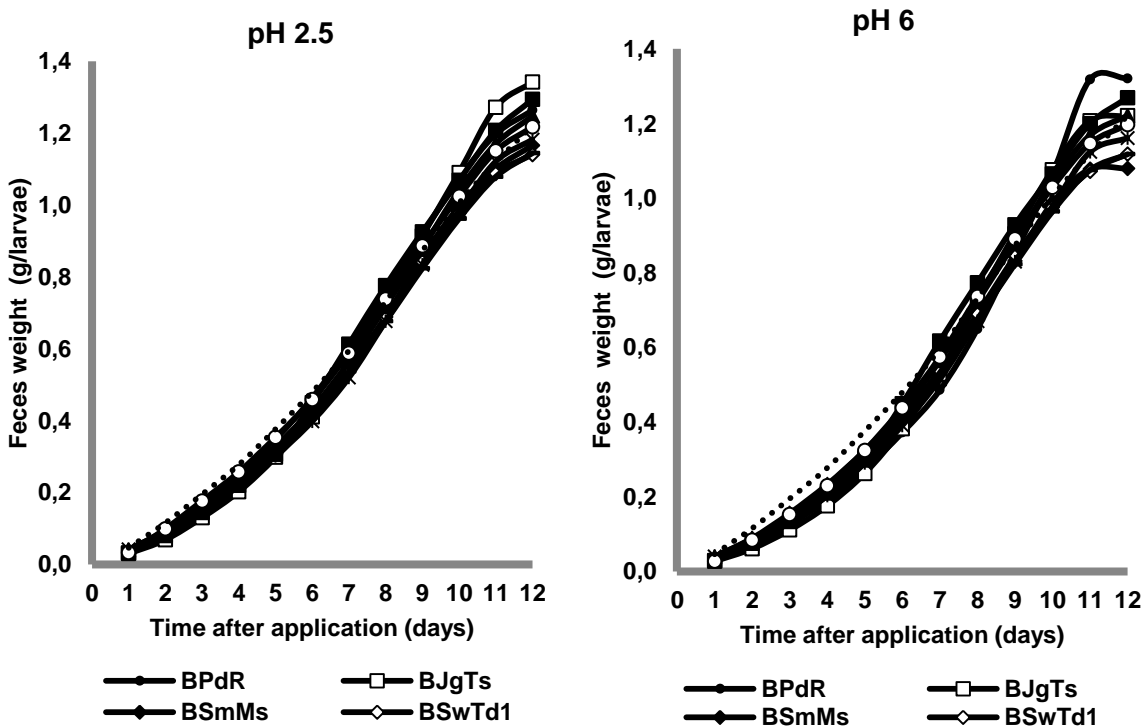 pH 2.5
1,4
1,2
1,0
0,8
0,6
0,4
0,2
0,0
Feces weight (g/larvae)
0 1 2 3 4 5 6 7 8 9 10 11 12
Time after application (days)
BPdR BJgTs
BSmMs BSwTd1
pH 6
1,4
1,2
1,0
0,8
0,6
0,4
0,2
0,0
Feces weight (g/larvae)
0 1 2 3 4 5 6 7 8 9 10 11 12
Time after application (days)
BPdR BJgTs
BSmMs BSwTd1